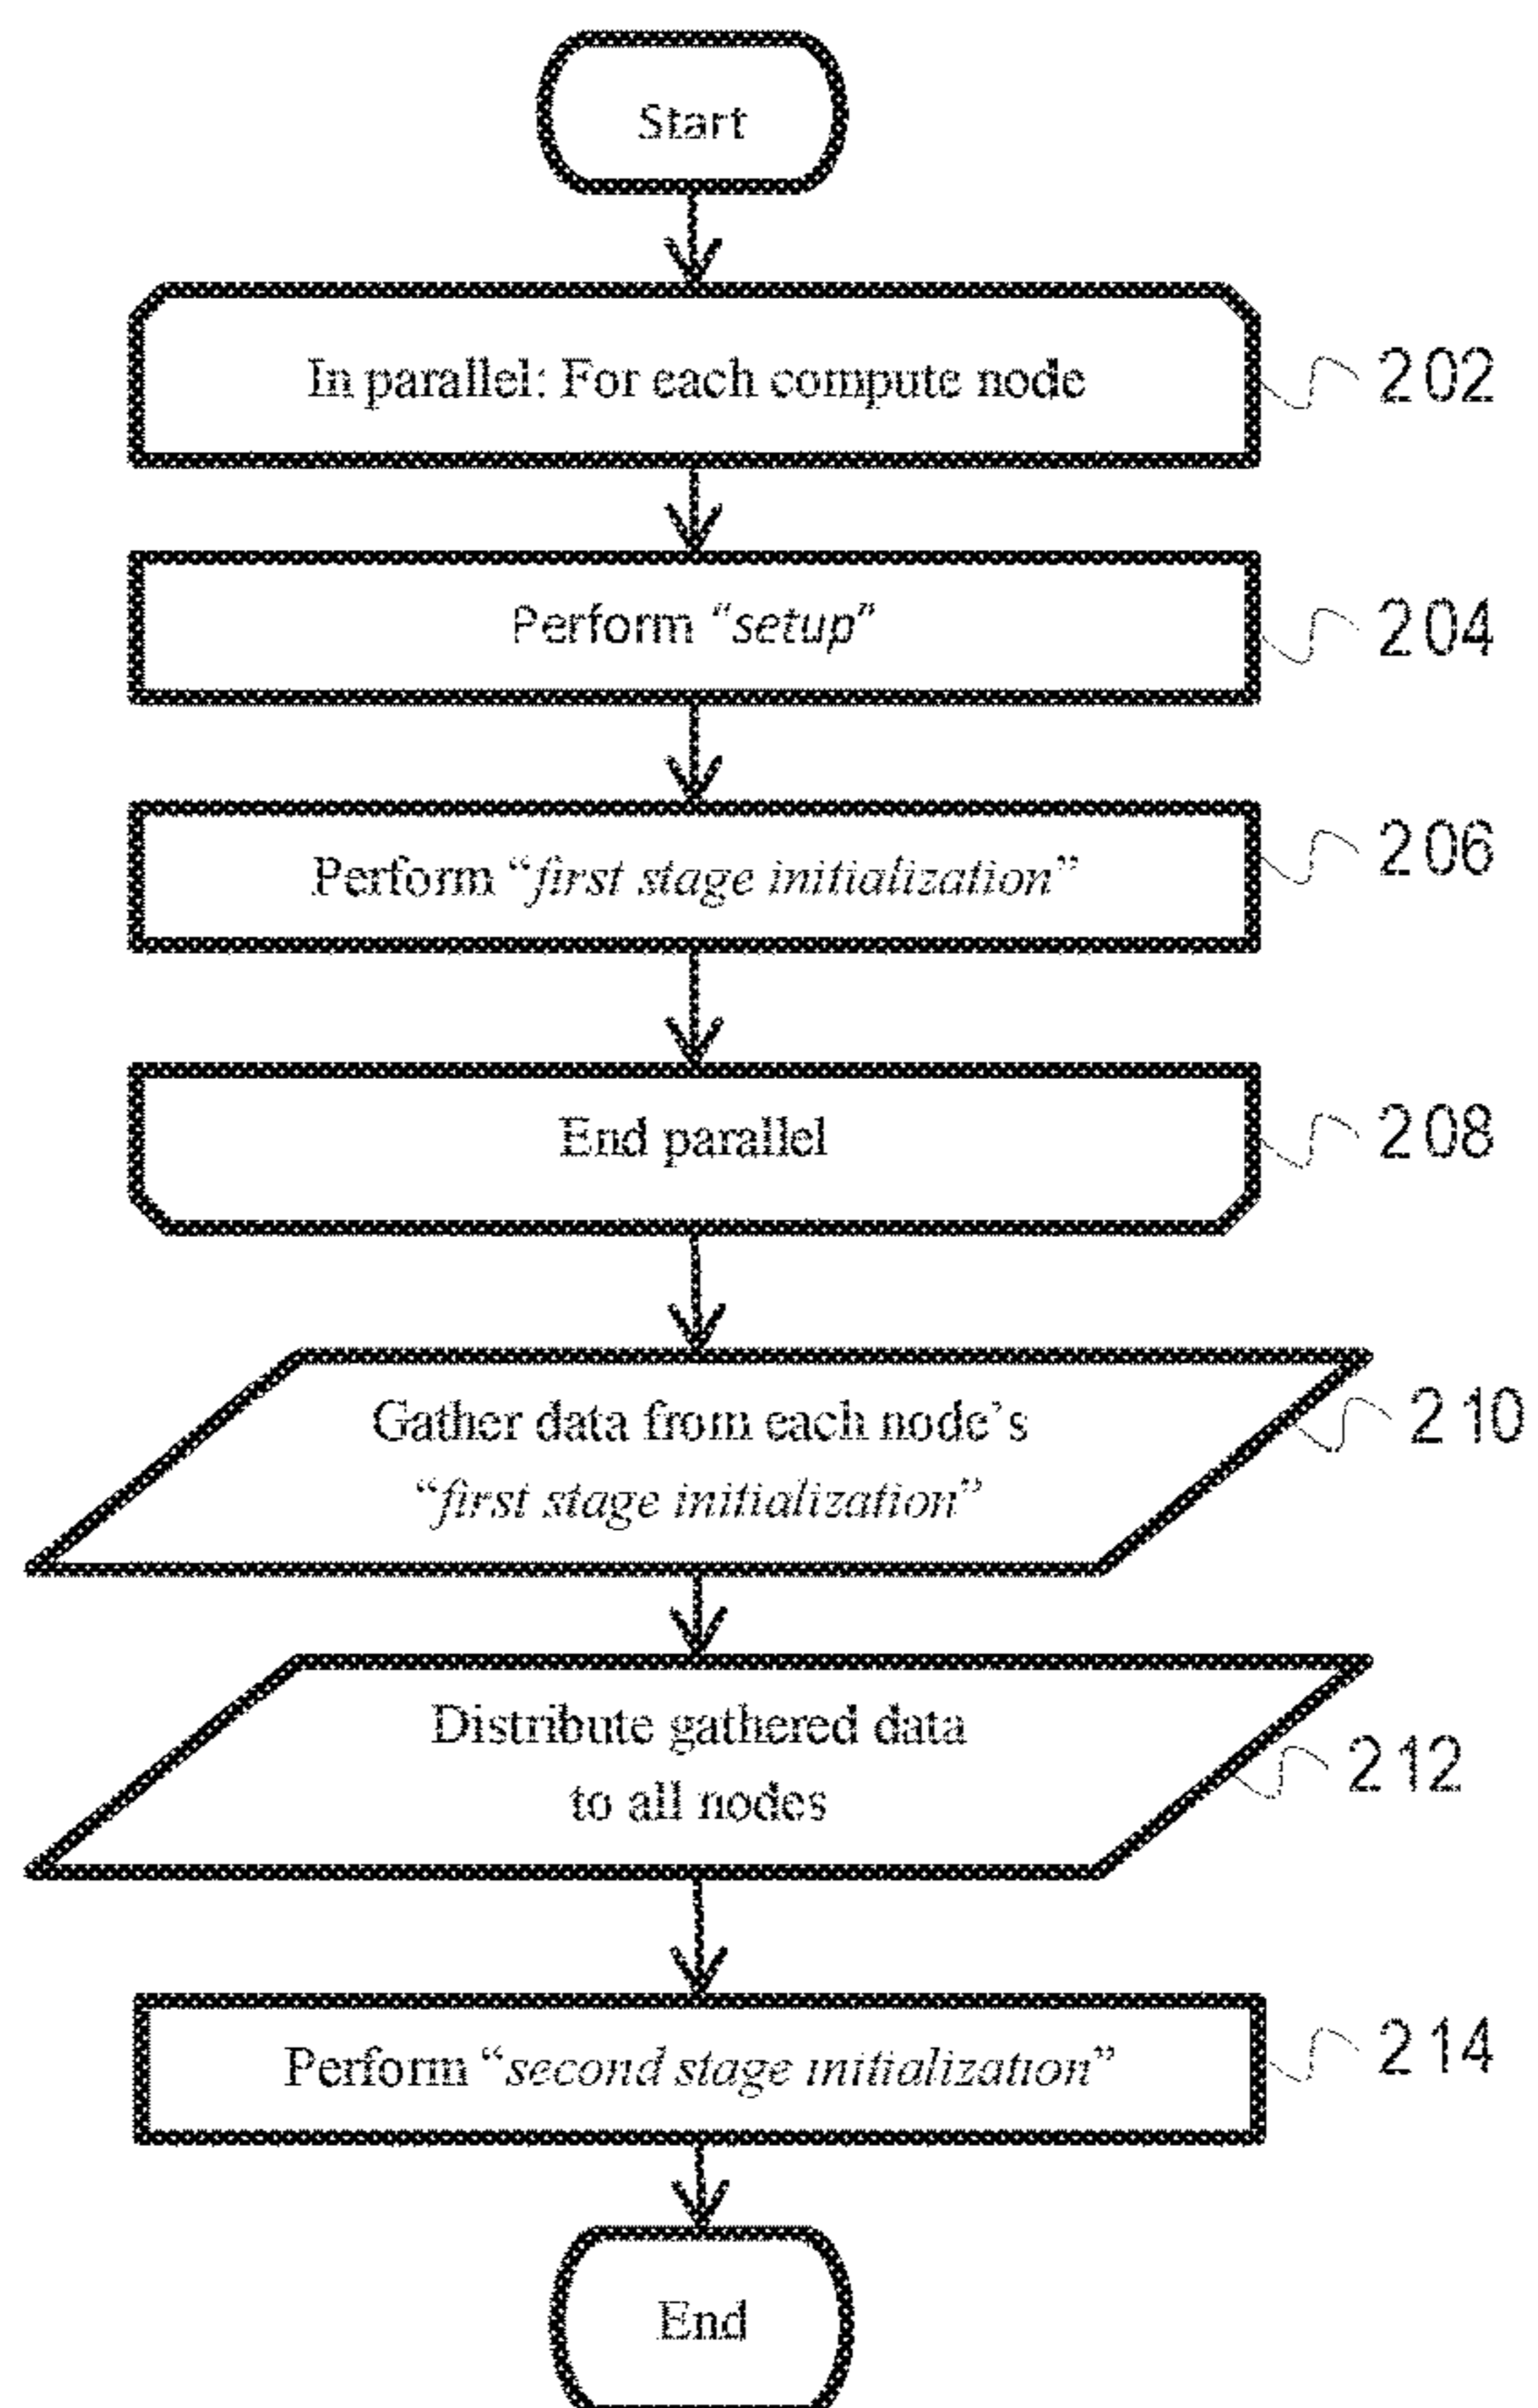 Start
In parallel: For each compute node
202
Perform "setup"
204
Perform “first stage initialization”
206
End parallel
208
Gather data from each node’s
“first stage initialization”
210
Distribute gathered data
to all nodes
212
Perform “second stage initialization”
214
End